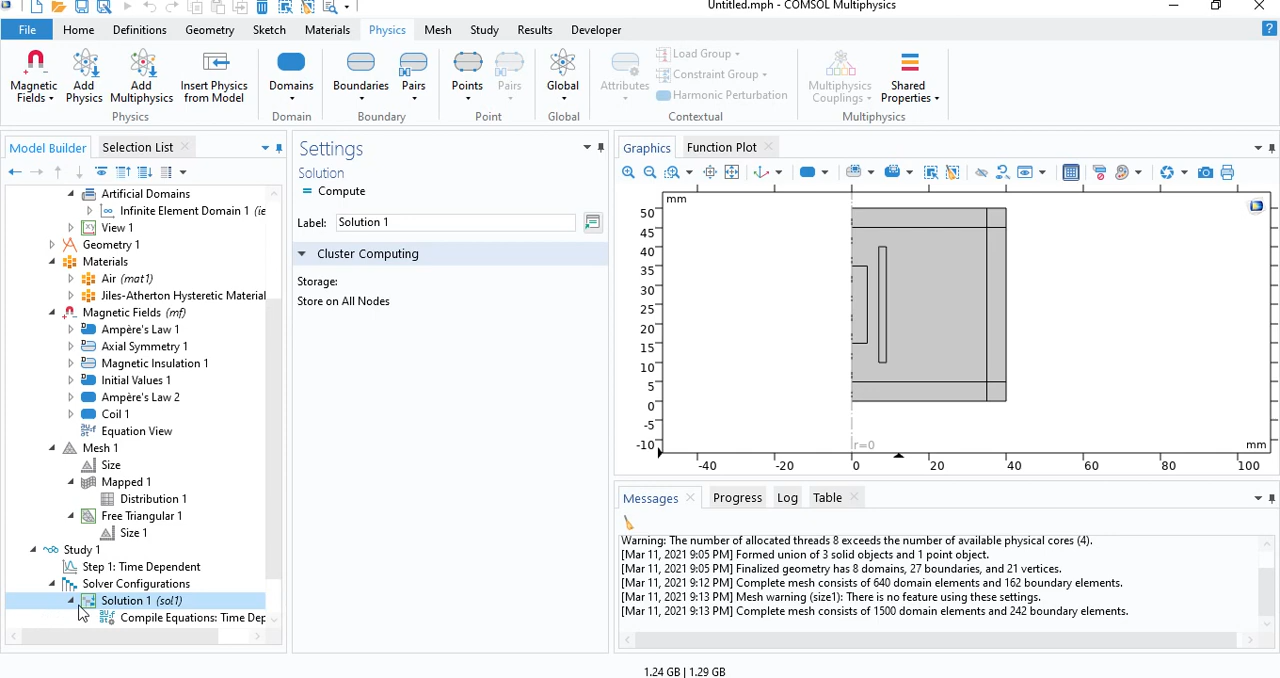 Untitled.mph - COMSOL Multiphysics
File Home Definitions Geometry Sketch Materials Physics Mesh Study Results Developer
Magnetic Fields
Add Physics
Add Multiphysics
Insert Physics from Model
Physics
Domains
Domain
Boundaries
Pairs
Boundary
Points
Pairs
Point
Global
Global
Attributes
Load Group
Constraint Group
Harmonic Perturbation
Contextual
Multiphysics Couplings
Shared Properties
Multiphysics
Model Builder
Selection List
Artificial Domains
Infinite Element Domain 1 (ie
View 1
Geometry 1
Materials
Air (mat1)
Jiles-Atherton Hysteretic Material
Magnetic Fields (mf)
Ampère's Law 1
Axial Symmetry 1
Magnetic Insulation 1
Initial Values 1
Ampère's Law 2
Coil 1
Equation View
Mesh 1
Size
Mapped 1
Distribution 1
Free Triangular 1
Size 1
Study 1
Step 1: Time Dependent
Solver Configurations
Solution 1 (sol1)
Compile Equations: Time Dep
Settings
Solution
= Compute
Label: Solution 1
Cluster Computing
Storage:
Store on All Nodes
Graphics
Function Plot
mm
50
45
40
35
30
25
20
15
10
5
0
-5
-10
r=0
mm
-40 -20 0 20 40 60 80 100
Messages Progress Log Table
Warning: The number of allocated threads 8 exceeds the number of available physical cores (4).
[Mar 11, 2021 9:05 PM] Formed union of 3 solid objects and 1 point object.
[Mar 11, 2021 9:05 PM] Finalized geometry has 8 domains, 27 boundaries, and 21 vertices.
[Mar 11, 2021 9:12 PM] Complete mesh consists of 640 domain elements and 162 boundary elements.
[Mar 11, 2021 9:13 PM] Mesh warning (size1): There is no feature using these settings.
[Mar 11, 2021 9:13 PM] Complete mesh consists of 1500 domain elements and 242 boundary elements.
1.24 GB | 1.29 GB